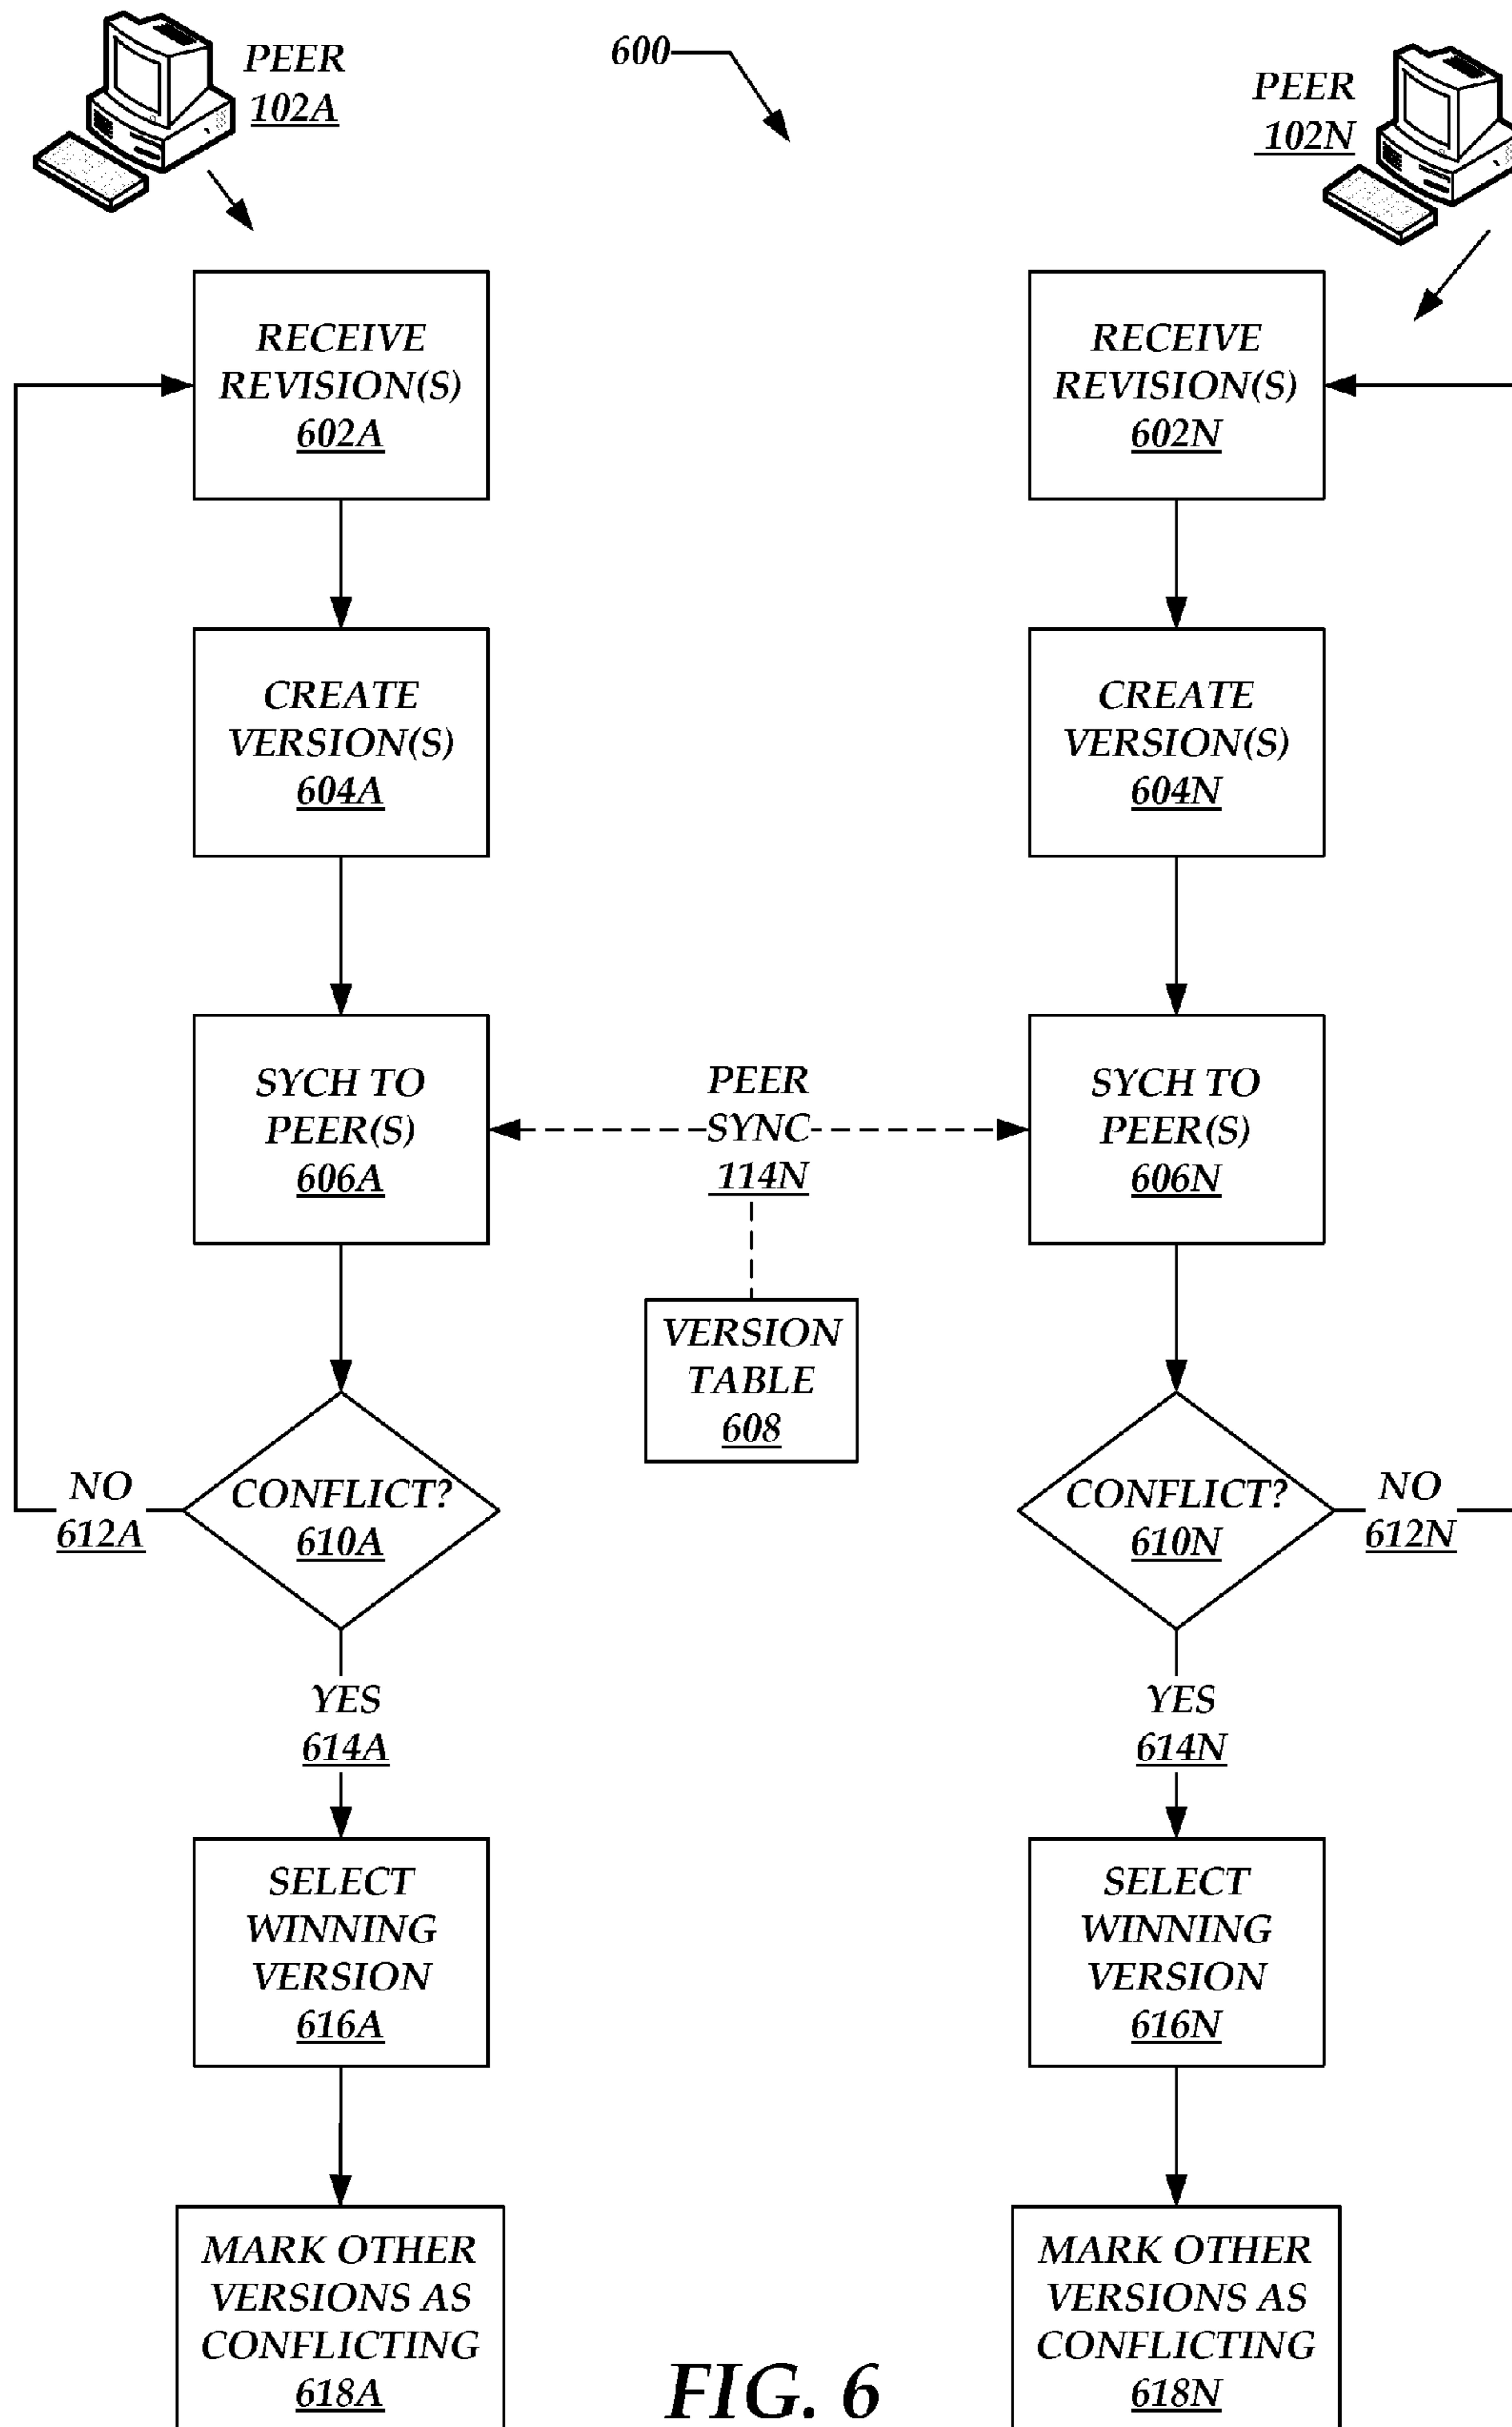 PEER
102A
600
PEER
102N
RECEIVE
REVISION(S)
602A
RECEIVE
REVISION(S)
602N
CREATE
VERSION(S)
604A
CREATE
VERSION(S)
604N
SYCH TO
PEER(S)
606A
PEER
SYNC
114N
SYCH TO
PEER(S)
606N
VERSION
TABLE
608
CONFLICT?
610A
NO
612A
CONFLICT?
610N
NO
612N
YES
614A
YES
614N
SELECT
WINNING
VERSION
616A
SELECT
WINNING
VERSION
616N
MARK OTHER
VERSIONS AS
CONFLICTING
618A
MARK OTHER
VERSIONS AS
CONFLICTING
618N
FIG. 6